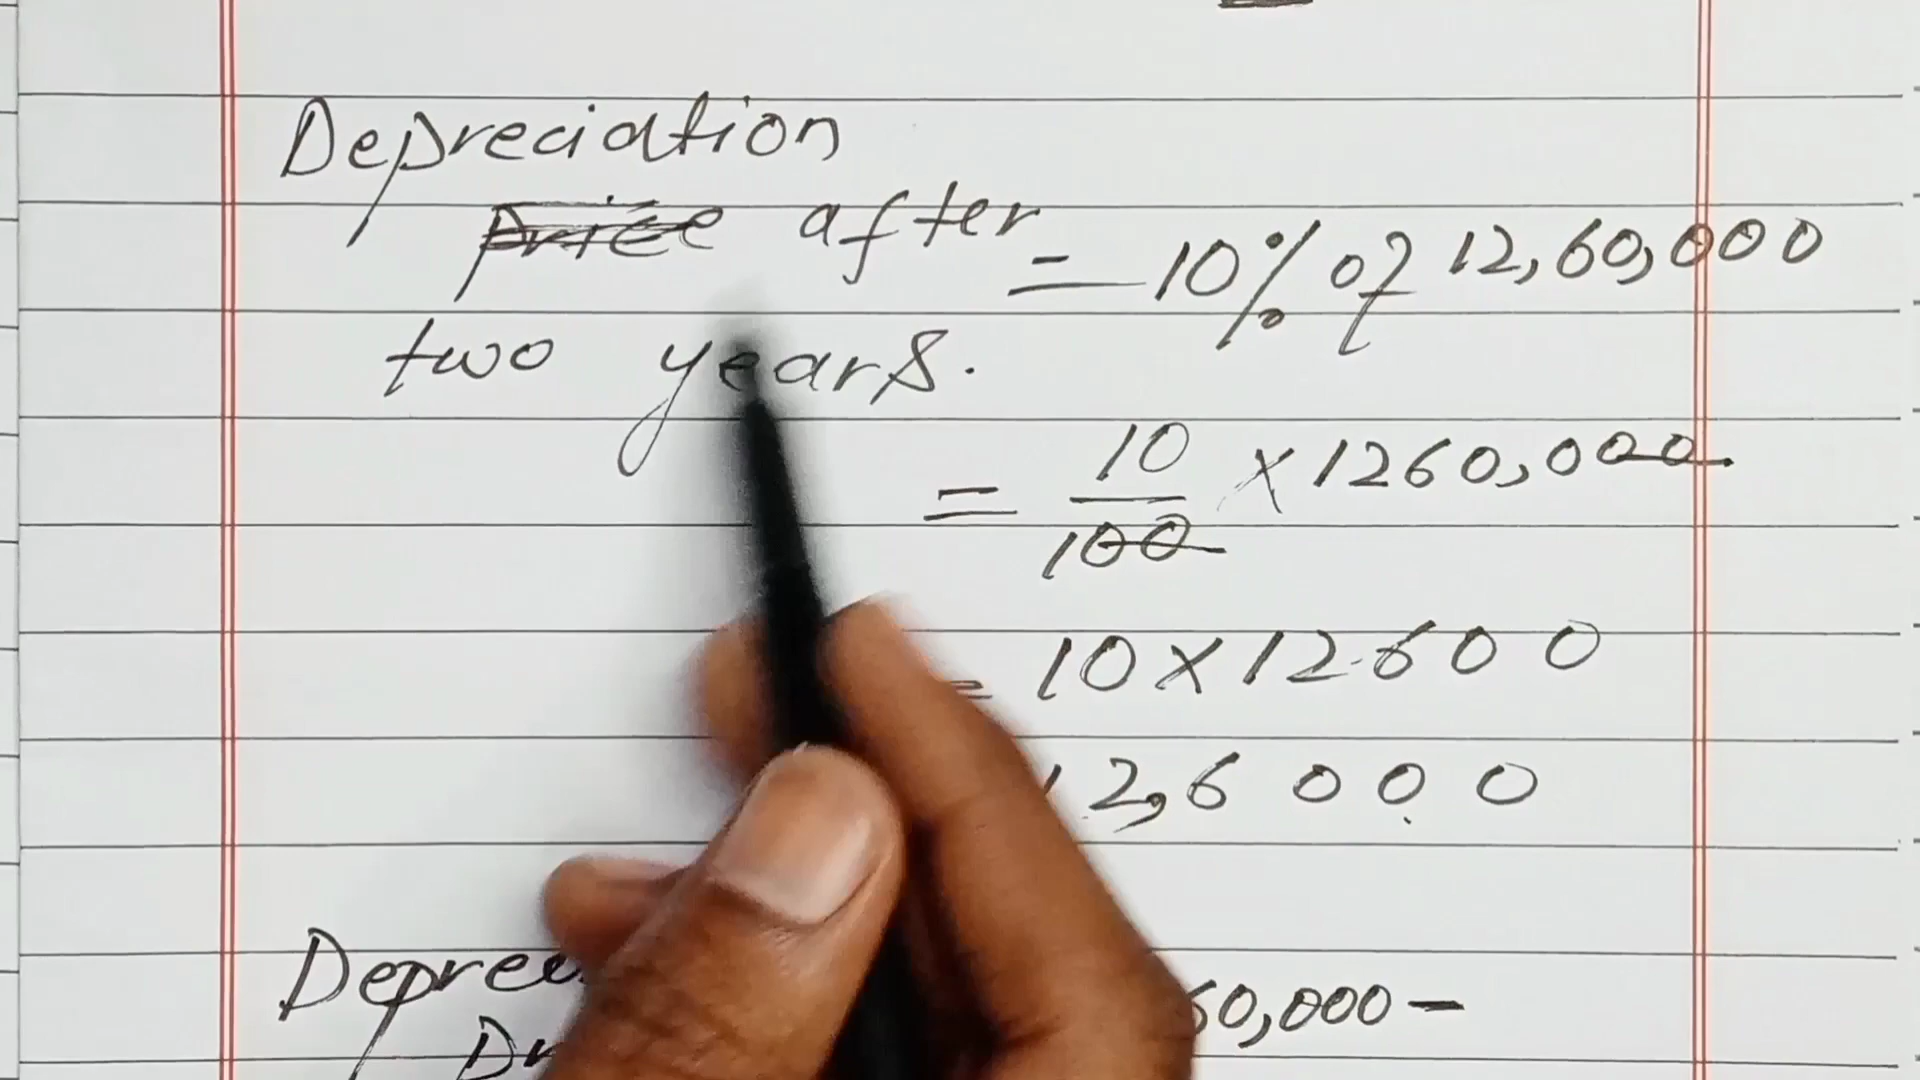 Depreciation
after = 10% of 12,60,000
two years.
= 10/100 × 1260,000
= 10 × 12600
12,6000
60,000 -